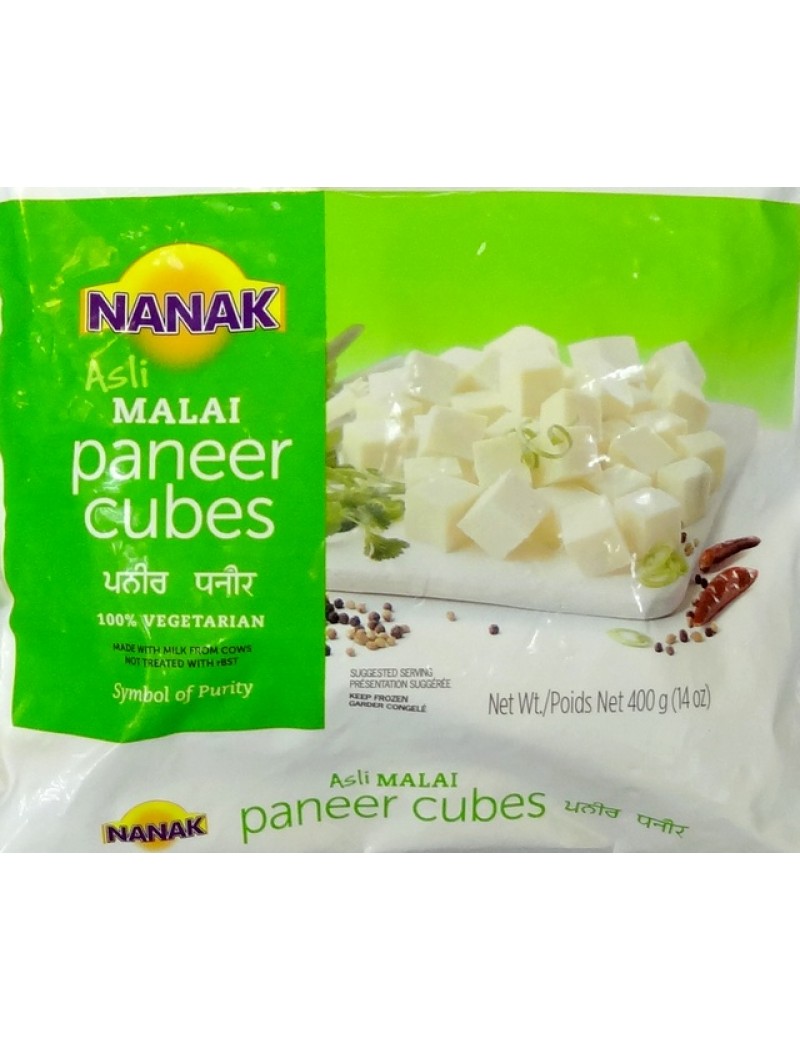 NANAK
Asli
MALAI
paneer
cubes
ਪਨੀਰ पनीर
100% VEGETARIAN
MADE WITH MILK FROM COWS
NOT TREATED WITH rBST
Symbol of Purity
SUGGESTED SERVING
PRÉSENTATION SUGGÉRÉE
KEEP FROZEN
GARDER CONGELÉ
Net Wt./Poids Net 400 g (14 oz)
Asli MALAI
NANAK paneer cubes ਪਨੀਰ पनीर